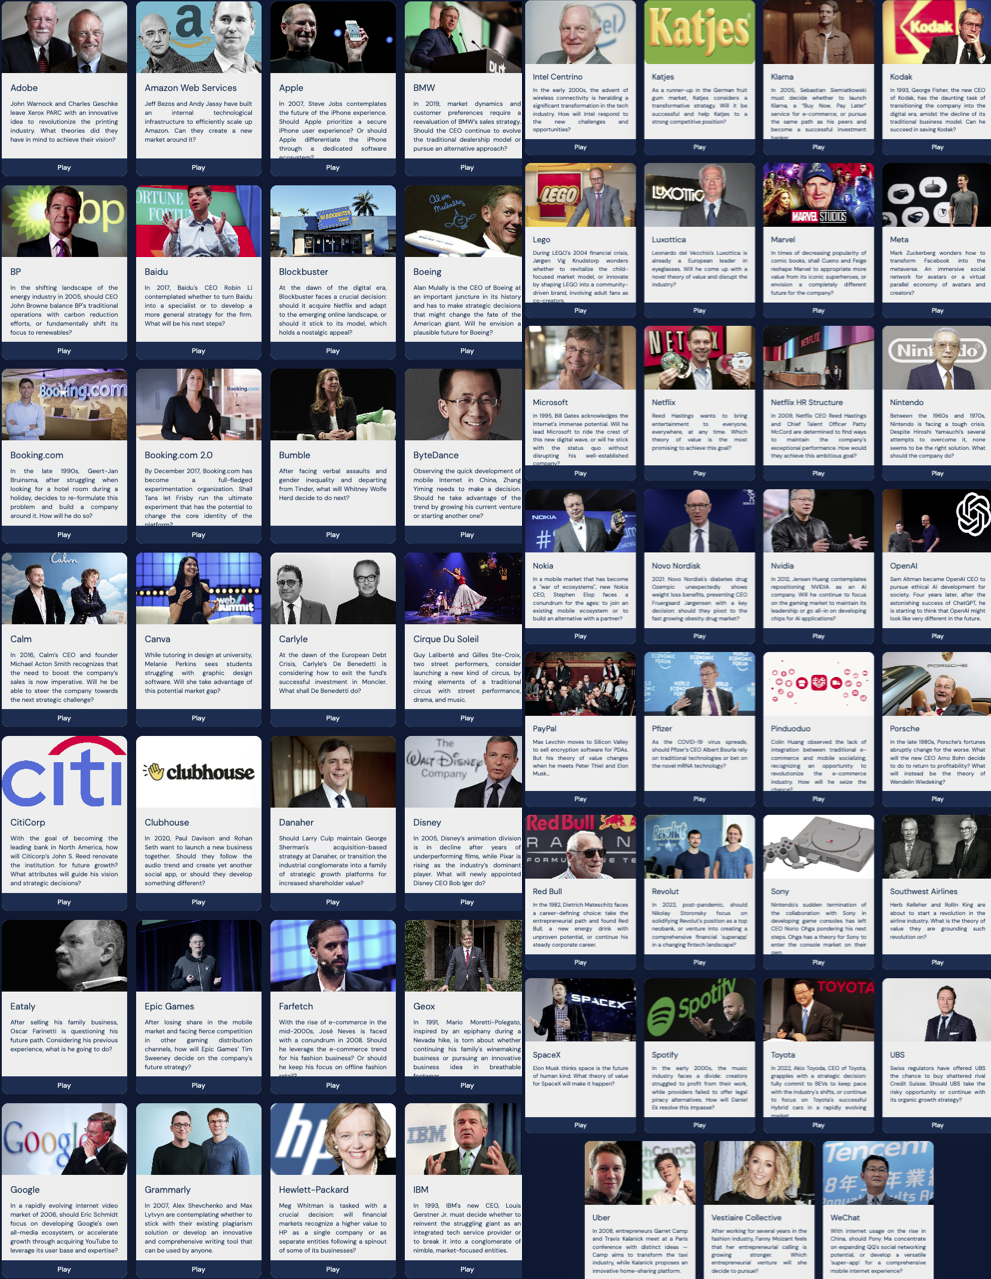 Adobe
John Warnock and Charles Geschke
leave Xerox PARC with an innovative
idea to revolutionize the printing
industry. What theories did they
have in mind to achieve their vision?
Play
a
Amazon Web Services
Jeff Bezos and Andy Jassy have built
an internal technological
infrastructure to efficiently scale up
Amazon. Can they create a new
market around it?
Play
Apple
In 2007, Steve Jobs contemplates
the future of the iPhone experience.
Should Apple prioritize a secure
iPhone user experience? Or should
Apple differentiate the iPhone
through a dedicated software
ecosystem?
Play
BMW
In 2019, market dynamics and
customer preferences require a
reevaluation of BMW's sales strategy.
Should the CEO continue to evolve
the traditional dealership model or
pursue an alternative approach?
Play
bp
BP
In the shifting landscape of the
energy industry in 2005, should CEO
John Browne balance BP's traditional
operations with carbon reduction
efforts, or fundamentally shift its
focus to renewables?
Play
FORTUNE
Baidu
In 2017, Baidu's CEO Robin Li
contemplated whether to turn Baidu
into a specialist or to develop a
more general strategy for the firm.
What will be his next steps?
Play
BLOCKBUSTER
Blockbuster
At the dawn of the digital era,
Blockbuster faces a crucial decision:
should it acquire Netflix and adapt
to the emerging online landscape, or
should it stick to its model, which
holds a nostalgic appeal?
Play
Alan Mulally
Boeing
Alan Mulally is the CEO of Boeing at
an important juncture in its history
and has to make strategic decisions
that might change the fate of the
American giant. Will he envision a
plausible future for Boeing?
Play
Booking.com
Booking.com
In the late 1990s, Geert-Jan
Bruinsma, after struggling when
looking for a hotel room during a
holiday, decides to re-formulate this
problem and build a company
around it. How will he do so?
Play
Booking.com
Booking.com 2.0
By December 2017, Booking.com has
become a full-fledged
experimentation organization. Shall
Tans let Frisby run the ultimate
experiment that has the potential to
change the core identity of the
platform?
Play
Bumble
After facing verbal assaults and
gender inequality and departing
from Tinder, what will Whitney Wolfe
Herd decide to do next?
Play
ByteDance
Observing the quick development of
mobile Internet in China, Zhang
Yiming needs to make a decision.
Should he take advantage of the
trend by growing his current venture
or starting another one?
Play
Calm
Calm
In 2016, Calm's CEO and founder
Michael Acton Smith recognizes that
the need to boost the company's
sales is now imperative. Will he be
able to steer the company towards
the next strategic challenge?
Play
web summit
Canva
While tutoring in design at university,
Melanie Perkins sees students
struggling with graphic design
software. Will she take advantage of
this potential market gap?
Play
Carlyle
At the dawn of the European Debt
Crisis, Carlyle's De Benedetti is
considering how to exit the fund's
successful investment in Moncler.
What shall De Benedetti do?
Play
Cirque Du Soleil
Guy Laliberté and Gilles Ste-Croix,
two street performers, consider
launching a new kind of circus, by
mixing elements of a traditional
circus with street performance,
drama, and music.
Play
citi
CitiCorp
With the goal of becoming the
leading bank in North America, how
will Citicorp's John S. Reed renovate
the institution for future growth?
What attributes will guide his vision
and strategic decisions?
Play
clubhouse
Clubhouse
In 2020, Paul Davison and Rohan
Seth want to launch a new business
together. Should they follow the
audio trend and create yet another
social app, or should they develop
something different?
Play
Danaher
Should Larry Culp maintain George
Sherman's acquisition-based
strategy at Danaher, or transition the
industrial conglomerate into a family
of strategic growth platforms for
increased shareholder value?
Play
The
WALT DISNEY
Company
Disney
In 2005, Disney's animation division
is in decline after years of
underperforming films, while Pixar is
rising as the industry's dominant
player. What will newly appointed
Disney CEO Bob Iger do?
Play
Eataly
After selling his family business,
Oscar Farinetti is questioning his
future path. Considering his previous
experience, what is he going to do?
Play
Epic Games
After losing share in the mobile
market and facing fierce competition
in other gaming distribution
channels, how will Epic Games' Tim
Sweeney decide on the company's
future strategy?
Play
Farfetch
With the rise of e-commerce in the
mid-2000s, José Neves is faced
with a conundrum in 2008. Should
he leverage the e-commerce trend
for his fashion business? Or should
he keep his focus on offline fashion
Play
Geox
In 1991, Mario Moretti-Polegato,
inspired by an epiphany during a
Nevada hike, is torn about whether
continuing his family's winemaking
business or pursuing an innovative
business idea in breathable
Play
Google
Google
In a rapidly evolving internet video
market of 2006, should Eric Schmidt
focus on developing Google's own
all-media ecosystem, or accelerate
growth through acquiring YouTube to
leverage its user base and expertise?
Play
Grammarly
In 2007, Alex Shevchenko and Max
Lytvyn are contemplating whether to
stick with their existing plagiarism
solution or develop an innovative
and comprehensive writing tool that
can be used by anyone.
Play
hp
Hewlett-Packard
Meg Whitman is tasked with a
crucial decision: will financial
markets recognize a higher value to
HP as a single company or as
separate entities following a spinout
of some of its businesses?
Play
IBM
IBM
In 1993, IBM's new CEO, Louis
Gerstner Jr. must decide whether to
reinvent the struggling giant as an
integrated tech service provider or
to break it into a conglomerate of
nimble, market-focused entities.
Play
intel
Intel Centrino
In the early 2000s, the advent of
wireless connectivity is heralding a
significant transformation in the tech
industry. How will Intel respond to
the new challenges and
opportunities?
Play
Katjes
Katjes
As a runner-up in the German fruit
gum market, Katjes considers a
transformative strategy. Will it be
successful and help Katjes to a
strong competitive position?
Play
Klarna
In 2005, Sebastian Siemiatkowski
must decide whether to launch
Klarna, a "Buy Now, Pay Later"
service for e-commerce, or pursue
the same path as his peers and
become a successful investment
banker.
Play
Kodak
Kodak
In 1993, George Fisher, the new CEO
of Kodak, has the daunting task of
transitioning the company into the
digital era, amidst the decline of its
traditional business model. Can he
succeed in saving Kodak?
Play
LEGO
Lego
During LEGO's 2004 financial crisis,
Jørgen Vig Knudstorp wonders
whether to revitalize the child-
focused market model, or innovate
by shaping LEGO into a community-
driven brand, involving adult fans as
co-creators.
Play
LUXOTTICA
Luxottica
Leonardo del Vecchio's Luxottica is
already a European leader in
eyeglasses. Will he come up with a
novel theory of value and disrupt the
industry?
Play
MARVEL STUDIOS
Marvel
In times of decreasing popularity of
comic books, shall Cuneo and Feige
reshape Marvel to appropriate more
value from its iconic superheroes, or
envision a completely different
future for the company?
Play
Meta
Mark Zuckerberg wonders how to
transform Facebook into the
metaverse. An immersive social
network for avatars or a virtual
parallel economy of avatars and
creators?
Play
Microsoft
In 1995, Bill Gates acknowledges the
Internet's immense potential. Will he
lead Microsoft to ride the crest of
this new digital wave, or will he stick
with the status quo without
disrupting his well-established
company?
Play
NETFLIX
Netflix
Reed Hastings wants to bring
entertainment to everyone,
everywhere, at any time. Which
theory of value is the most
promising to achieve this goal?
Play
NETFLIX
Netflix HR Structure
In 2009, Netflix CEO Reed Hastings
and Chief Talent Officer Patty
McCord are determined to find ways
to maintain the company's
exceptional performance. How would
they achieve this ambitious goal?
Play
Nintendo
Nintendo
Between the 1960s and 1970s,
Nintendo is facing a tough crisis.
Despite Hiroshi Yamauchi's several
attempts to overcome it, none
seems to be the right solution. What
should the company do?
Play
NOKIA
Nokia
In a mobile market that has become
a "war of ecosystems", new Nokia
CEO, Stephen Elop faces a
conundrum for the ages: to join an
existing mobile ecosystem or to
build an alternative with a partner?
Play
Novo Nordisk
2021: Novo Nordisk's diabetes drug
Ozempic unexpectedly shows
weight loss benefits, presenting CEO
Fruergaard Jørgensen with a key
decision: should they pivot to the
fast growing obesity drug market?
Play
Nvidia
In 2012, Jensen Huang contemplates
repositioning NVIDIA as an AI
company. Will he continue to focus
on the gaming market to maintain its
leadership or go all-in on developing
chips for AI applications?
Play
OpenAI
Sam Altman became OpenAI CEO to
pursue ethical AI development for
society. Four years later, after the
astonishing success of ChatGPT, he
is starting to think that OpenAI might
look like very different in the future.
Play
PayPal
Max Levchin moves to Silicon Valley
to sell encryption software for PDAs.
But his theory of value changes
when he meets Peter Thiel and Elon
Musk...
Play
Pfizer
As the COVID-19 virus spreads,
should Pfizer's CEO Albert Bourla rely
on traditional technologies or bet on
the novel mRNA technology?
Play
Pinduoduo
Colin Huang observed the lack of
integration between traditional e-
commerce and mobile socializing,
recognizing an opportunity to
revolutionize the e-commerce
industry. How will he seize the
chance?
Play
PORSCHE
Porsche
In the late 1980s, Porsche's fortunes
abruptly change for the worse. What
will the new CEO Arno Bohn decide
to do to return to profitability? What
will instead be the theory of
Wendelin Wiedeking?
Play
Red Bull
RACING
FORMULA ONE TE
Red Bull
In the 1982, Dietrich Mateschitz faces
a career-defining choice: take the
entrepreneurial path and found Red
Bull, a new energy drink with
unproven potential, or continue his
steady corporate career.
Play
Revolut
Revolut
In 2022, post-pandemic, should
Nikolay Storonsky focus on
solidifying Revolut's position as a top
neobank, or venture into creating a
comprehensive financial 'superapp'
in a changing fintech landscape?
Play
Sony
Nintendo's sudden termination of
the collaboration with Sony in
developing game consoles has left
CEO Norio Ohga pondering his next
steps. Ohga has a theory for Sony to
enter the console market on their
own.
Play
Southwest Airlines
Herb Kelleher and Rollin King are
about to start a revolution in the
airline industry. What is the theory of
value they are grounding such
revolution on?
Play
SPACEX
SpaceX
Elon Musk thinks space is the future
of human kind. What theory of value
for SpaceX will make it happen?
Play
Spotify
Spotify
In the early 2000s, the music
industry faces a divide: creators
struggled to profit from their work,
while providers failed to offer legal
piracy alternatives. How will Daniel
Ek resolve this impasse?
Play
TOYOTA
Toyota
In 2022, Akio Toyoda, CEO of Toyota,
grapples with a strategic decision:
fully commit to BEVs to keep pace
with the industry's shifts, or continue
to focus on Toyota's successful
Hybrid cars in a rapidly evolving
market.
Play
UBS
Swiss regulators have offered UBS
the chance to buy shattered rival
Credit Suisse. Should UBS take the
risky opportunity or continue with
its organic growth strategy?
Play
Uber
In 2008, entrepreneurs Garret Camp
and Travis Kalanick meet at a Paris
conference with distinct ideas —
Camp aims to transform the taxi
industry, while Kalanick proposes an
innovative home-sharing platform.
Vestiaire Collective
After working for several years in the
fashion industry, Fanny Moizant feels
that her entrepreneurial calling is
growing stronger. Which
entrepreneurial venture will she
decide to pursue?
Tencent
WeChat
With internet usage on the rise in
China, should Pony Ma concentrate
on expanding QQ's social networking
potential, or develop a versatile
'super-app' for a comprehensive
mobile internet experience?